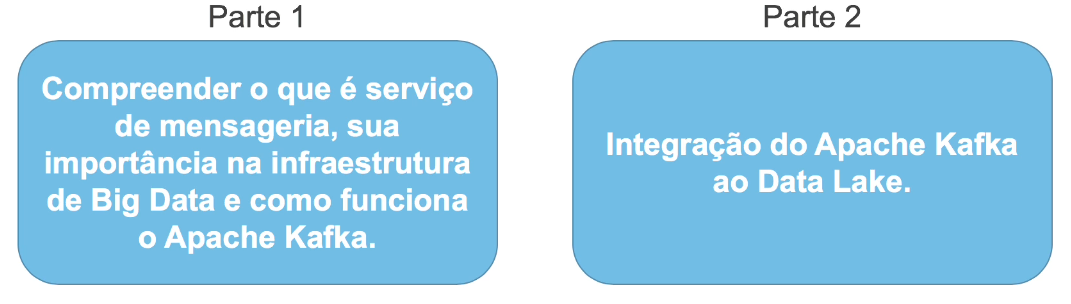 Parte 1
Compreender o que é serviço
de mensageria, sua
importância na infraestrutura
de Big Data e como funciona
o Apache Kafka.
Parte 2
Integração do Apache Kafka
ao Data Lake.